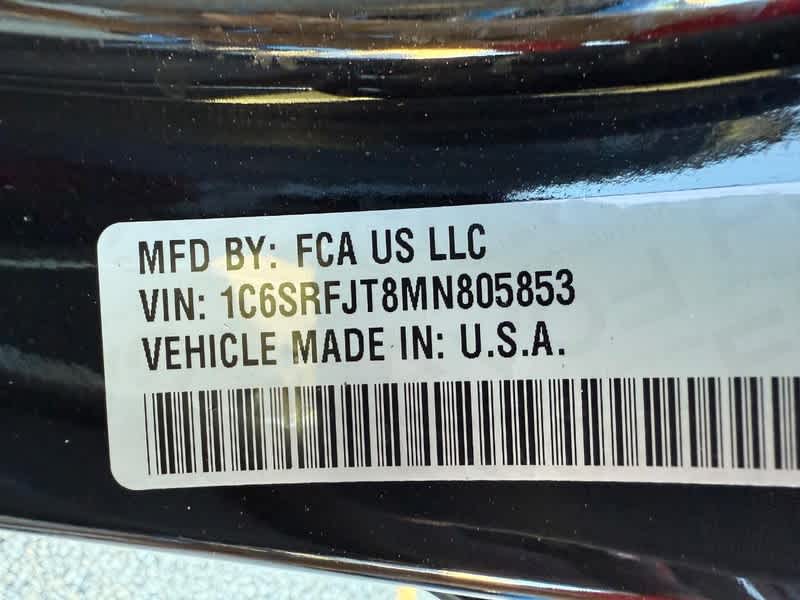 MFD BY: FCA US LLC
VIN: 1C6SRFJT8MN805853
VEHICLE MADE IN: U.S.A.